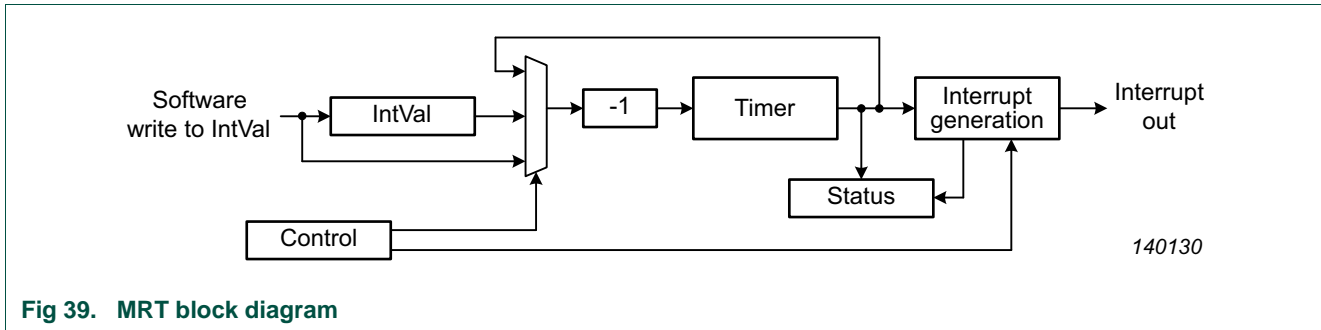 Software
write to IntVal
IntVal
-1
Timer
Interrupt
generation
Interrupt
out
Status
Control
140130
Fig 39. MRT block diagram